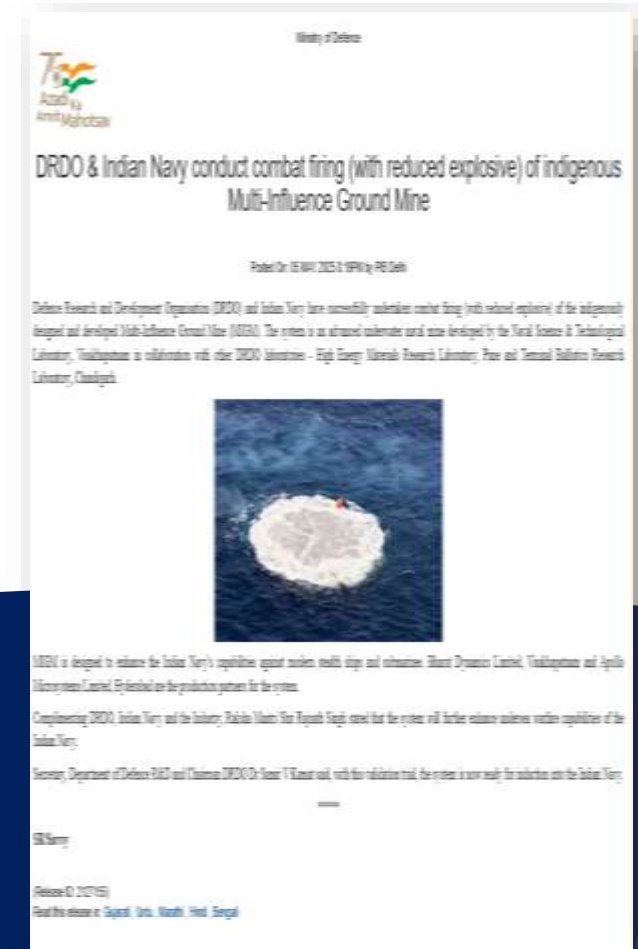 Ministry of Defence
Azadi Ka
Amrit Mahotsav
DRDO & Indian Navy conduct combat firing (with reduced explosive) of indigenous
Multi-Influence Ground Mine
Posted On: 05 MAY 2025 by PIB Delhi
Defence Research and Development Organisation (DRDO) and Indian Navy have successfully undertaken combat firing (with reduced explosive) of the indigenously
designed and developed Multi-Influence Ground Mine (MIGM). The system is an advanced underwater naval mine developed by the Naval Science & Technological
Laboratory, Visakhapatnam in collaboration with other DRDO laboratories – High Energy Materials Research Laboratory, Pune and Terminal Ballistics Research
Laboratory, Chandigarh.
MIGM is designed to enhance the Indian Navy's capabilities against modern stealth ships and submarines. Bharat Dynamics Limited, Visakhapatnam and Apollo
Microsystems Limited, Hyderabad are the production partners for the system.
Complimenting DRDO, Indian Navy and the Industry, Raksha Mantri Shri Rajnath Singh stated that the system will further enhance undersea warfare capabilities of the
Indian Navy.
Secretary, Department of Defence R&D and Chairman DRDO Dr Samir V Kamat said, with this validation trial, the system is now ready for induction into the Indian Navy.
SR/Savvy
(Release ID: 2127155)
Read this release in: Gujarati, Urdu, Marathi, Hindi, Bengali